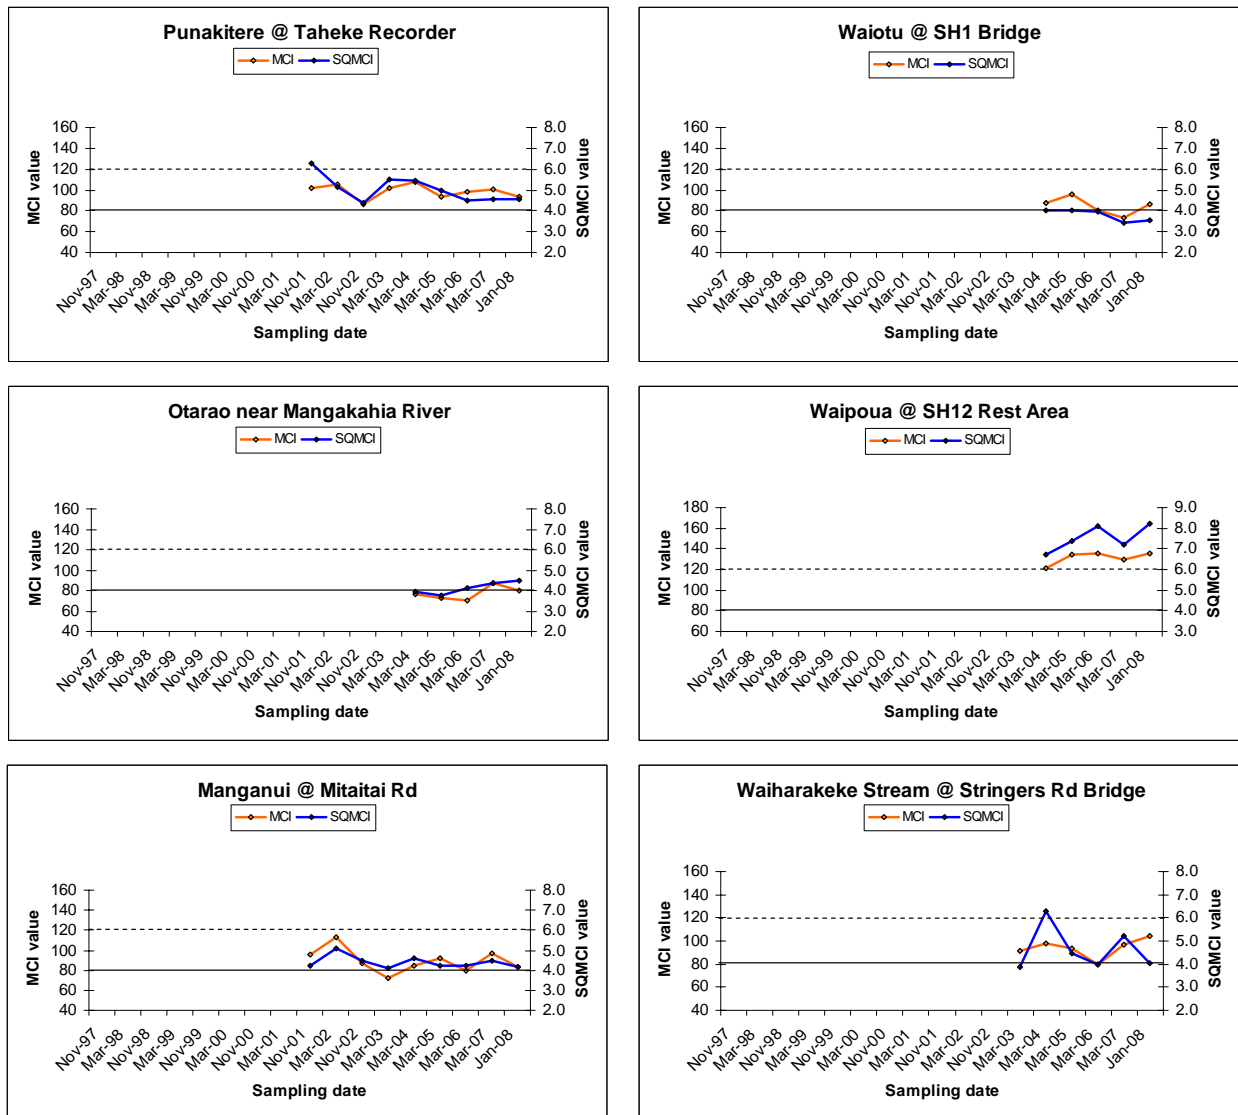 Punakitere @ Taheke Recorder
MCI SQMCI
MCI value
160
140
120
100
80
60
40
8.0
7.0
6.0
5.0
4.0
3.0
2.0
SQMCI value
Nov-97 Mar-98 Mar-99 Nov-99 Mar-00 Nov-00 Mar-01 Nov-01 Mar-02 Nov-02 Mar-03 Mar-04 Mar-05 Mar-06 Mar-07 Jan-08
Sampling date
Waiotu @ SH1 Bridge
MCI SQMCI
MCI value
160
140
120
100
80
60
40
8.0
7.0
6.0
5.0
4.0
3.0
2.0
SQMCI value
Nov-97 Mar-98 Mar-99 Nov-99 Mar-00 Nov-00 Mar-01 Nov-01 Mar-02 Nov-02 Mar-03 Mar-04 Mar-05 Mar-06 Mar-07 Jan-08
Sampling date
Otarao near Mangakahia River
MCI SQMCI
MCI value
160
140
120
100
80
60
40
8.0
7.0
6.0
5.0
4.0
3.0
2.0
SQMCI value
Nov-97 Mar-98 Mar-99 Nov-99 Mar-00 Nov-00 Mar-01 Nov-01 Mar-02 Nov-02 Mar-03 Mar-04 Mar-05 Mar-06 Mar-07 Jan-08
Sampling date
Waipoua @ SH12 Rest Area
MCI SQMCI
MCI value
180
160
140
120
100
80
60
9.0
8.0
7.0
6.0
5.0
4.0
3.0
SQMCI value
Nov-97 Mar-98 Mar-99 Nov-99 Mar-00 Nov-00 Mar-01 Nov-01 Mar-02 Nov-02 Mar-03 Mar-04 Mar-05 Mar-06 Mar-07 Jan-08
Sampling date
Manganui @ Mitaitai Rd
MCI SQMCI
MCI value
160
140
120
100
80
60
40
8.0
7.0
6.0
5.0
4.0
3.0
2.0
SQMCI value
Nov-97 Mar-98 Mar-99 Nov-99 Mar-00 Nov-00 Mar-01 Nov-01 Mar-02 Nov-02 Mar-03 Mar-04 Mar-05 Mar-06 Mar-07 Jan-08
Sampling date
Waiharakeke Stream @ Stringers Rd Bridge
MCI SQMCI
MCI value
160
140
120
100
80
60
40
8.0
7.0
6.0
5.0
4.0
3.0
2.0
SQMCI value
Nov-97 Mar-98 Mar-99 Nov-99 Mar-00 Nov-00 Mar-01 Nov-01 Mar-02 Nov-02 Mar-03 Mar-04 Mar-05 Mar-06 Mar-07 Jan-08
Sampling date